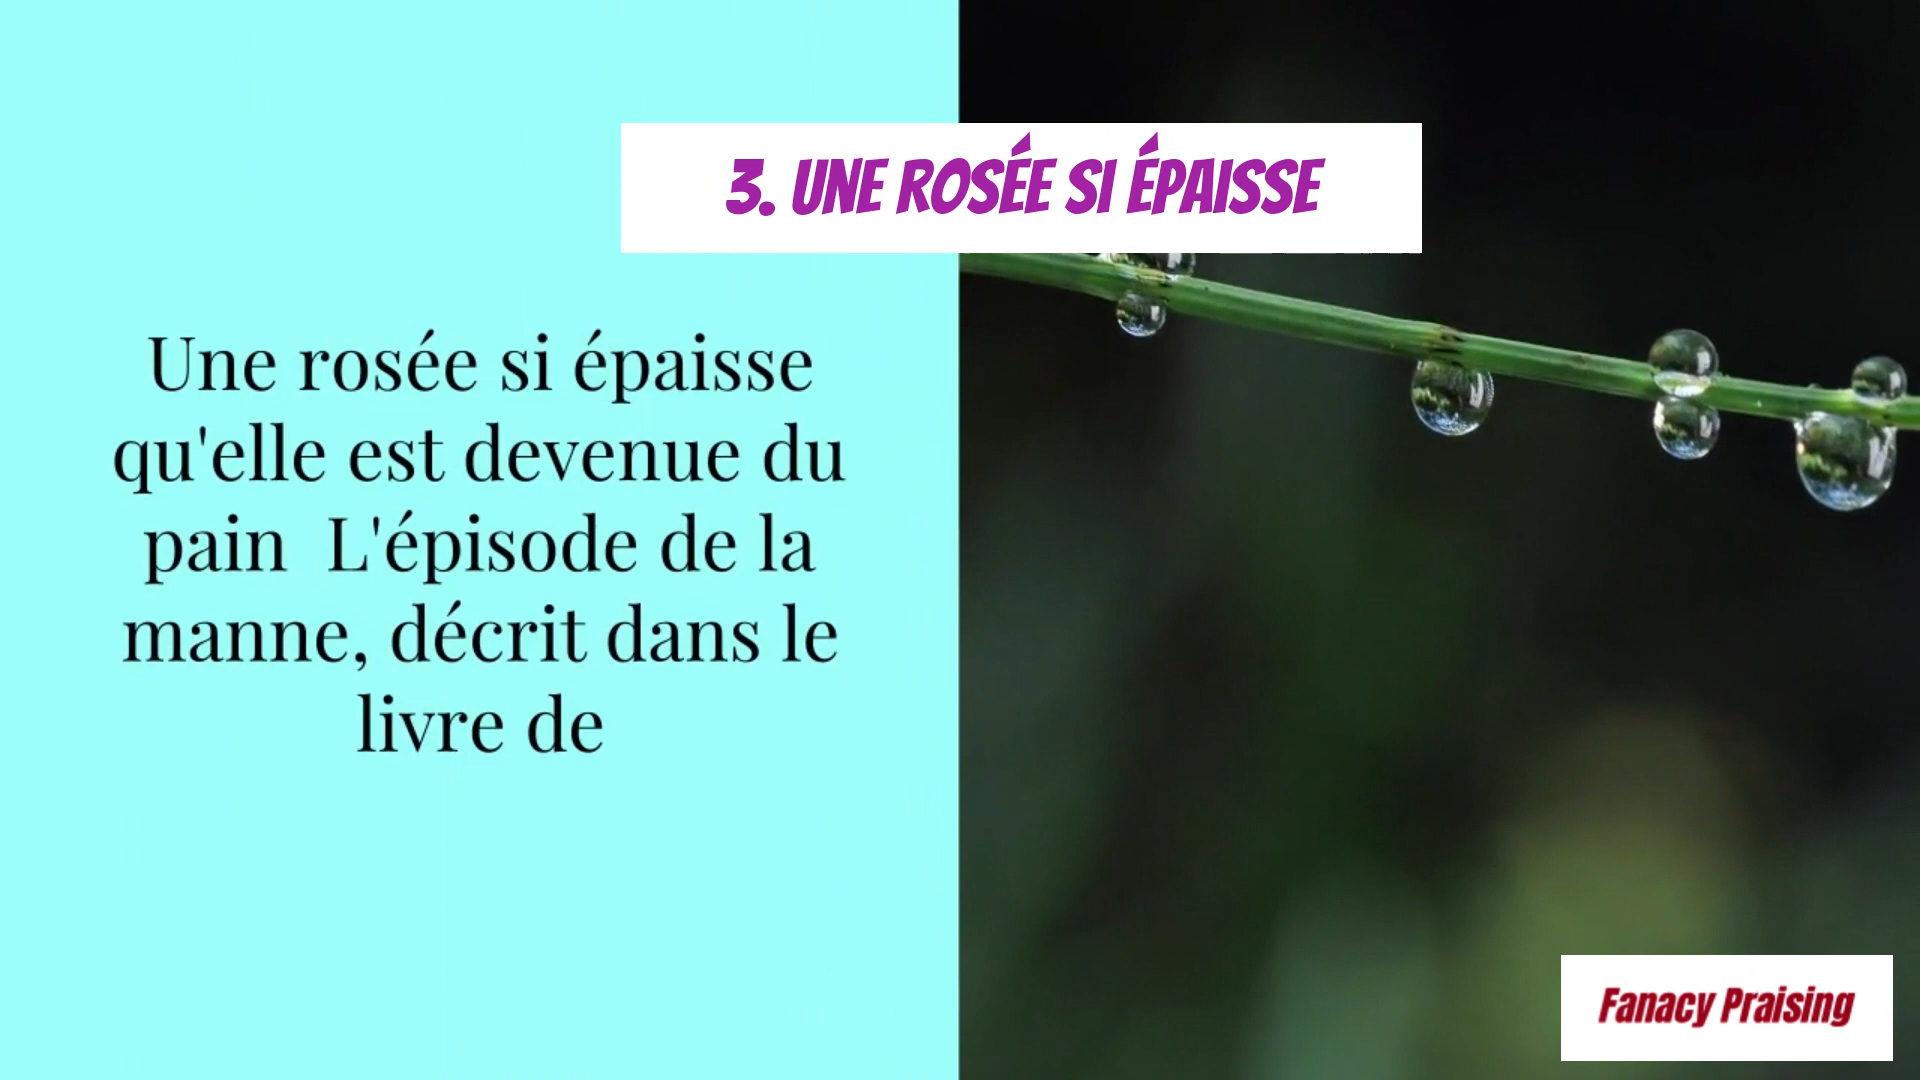 3. UNE ROSÉE SI ÉPAISSE
Une rosée si épaisse
qu'elle est devenue du
pain  L'épisode de la
manne, décrit dans le
livre de
Fanacy Praising